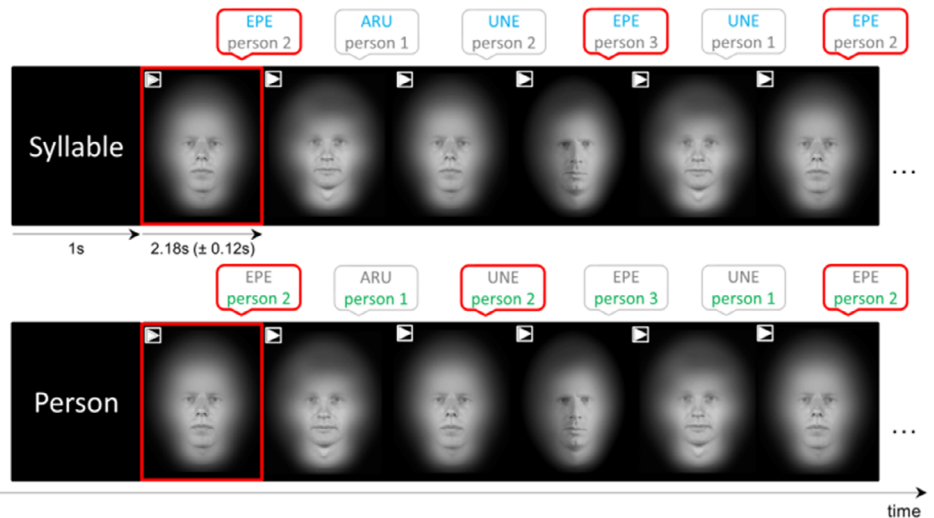 EPE
person 2
ARU
person 1
UNE
person 2
EPE
person 3
UNE
person 1
EPE
person 2
Syllable
...
1s
2.18s (± 0.12s)
EPE
person 2
ARU
person 1
UNE
person 2
EPE
person 3
UNE
person 1
EPE
person 2
Person
...
time